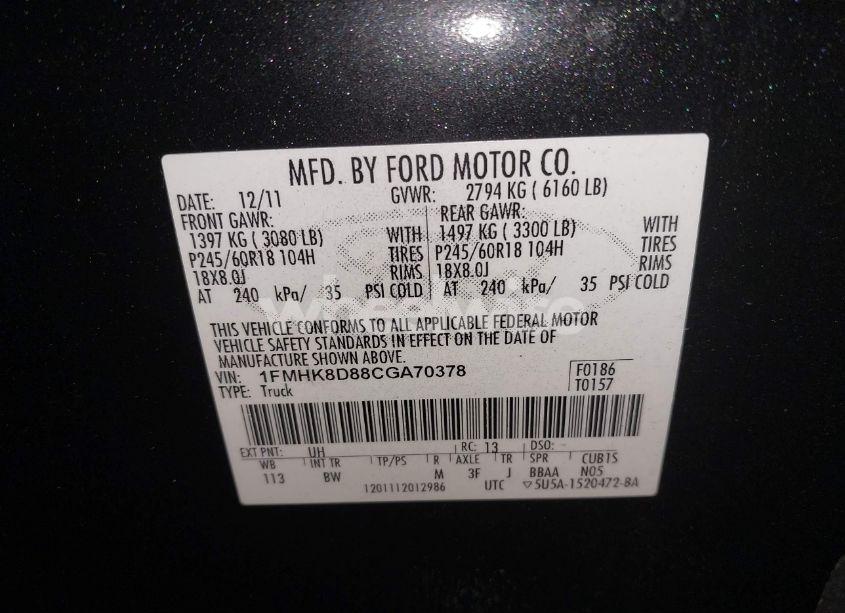 MFD. BY FORD MOTOR CO.
DATE: 12/11 GVWR: 2794 KG ( 6160 LB)
FRONT GAWR: REAR GAWR:
1397 KG ( 3080 LB) WITH 1497 KG ( 3300 LB) WITH
P245/60R18 104H TIRES P245/60R18 104H TIRES
18X8.0J RIMS 18X8.0J RIMS
AT 240 kPa/ 35 PSI COLD AT 240 kPa/ 35 PSI COLD
THIS VEHICLE CONFORMS TO ALL APPLICABLE FEDERAL MOTOR
VEHICLE SAFETY STANDARDS IN EFFECT ON THE DATE OF
MANUFACTURE SHOWN ABOVE.
VIN: 1FMHK8D88CGA70378 F0186
TYPE: Truck T0157
EXT PNT: UH RC: 13 DSO: -
WB INT TR TP/PS R AXLE TR SPR CUB1S
113 BW M 3F J BBAA N05
1201112012986 UTC ▽5U5A-1520472-BA